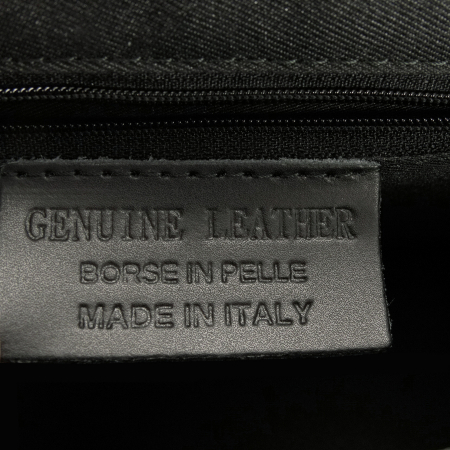 GENUINE LEATHER
BORSE IN PELLE
MADE IN ITALY